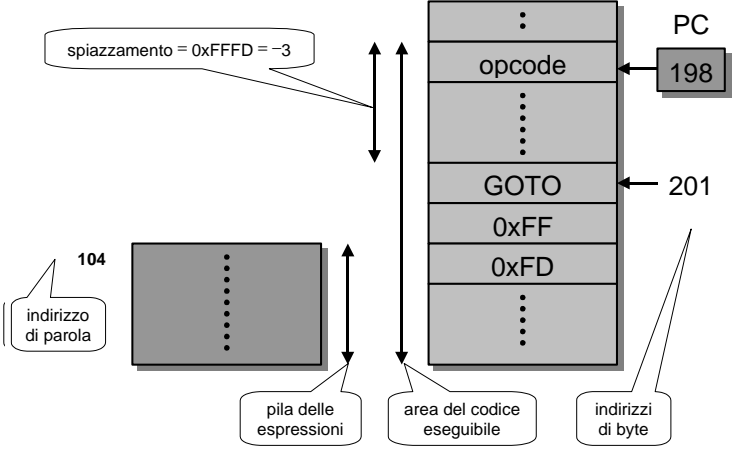 PC
spiazzamento = 0xFFFD = −3
opcode
198
GOTO
201
0xFF
104
0xFD
indirizzo
di parola
pila delle
espressioni
area del codice
eseguibile
indirizzi
di byte